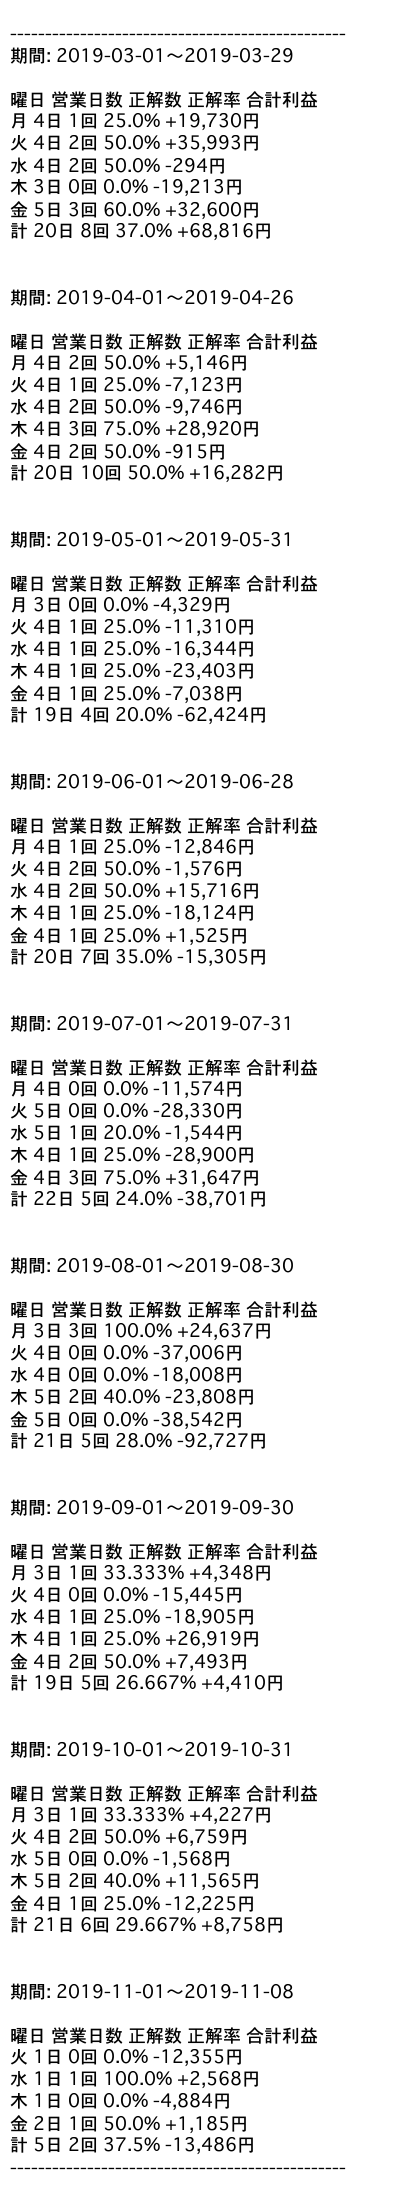 ------------------------------------------------
期間: 2019-03-01〜2019-03-29
曜日 営業日数 正解数 正解率 合計利益
月 4日 1回 25.0% +19,730円
火 4日 2回 50.0% +35,993円
水 4日 2回 50.0% -294円
木 3日 0回 0.0% -19,213円
金 5日 3回 60.0% +32,600円
計 20日 8回 37.0% +68,816円
期間: 2019-04-01〜2019-04-26
曜日 営業日数 正解数 正解率 合計利益
月 4日 2回 50.0% +5,146円
火 4日 1回 25.0% -7,123円
水 4日 2回 50.0% -9,746円
木 4日 3回 75.0% +28,920円
金 4日 2回 50.0% -915円
計 20日 10回 50.0% +16,282円
期間: 2019-05-01〜2019-05-31
曜日 営業日数 正解数 正解率 合計利益
月 3日 0回 0.0% -4,329円
火 4日 1回 25.0% -11,310円
水 4日 1回 25.0% -16,344円
木 4日 1回 25.0% -23,403円
金 4日 1回 25.0% -7,038円
計 19日 4回 20.0% -62,424円
期間: 2019-06-01〜2019-06-28
曜日 営業日数 正解数 正解率 合計利益
月 4日 1回 25.0% -12,846円
火 4日 2回 50.0% -1,576円
水 4日 2回 50.0% +15,716円
木 4日 1回 25.0% -18,124円
金 4日 1回 25.0% +1,525円
計 20日 7回 35.0% -15,305円
期間: 2019-07-01〜2019-07-31
曜日 営業日数 正解数 正解率 合計利益
月 4日 0回 0.0% -11,574円
火 5日 0回 0.0% -28,330円
水 5日 1回 20.0% -1,544円
木 4日 1回 25.0% -28,900円
金 4日 3回 75.0% +31,647円
計 22日 5回 24.0% -38,701円
期間: 2019-08-01〜2019-08-30
曜日 営業日数 正解数 正解率 合計利益
月 3日 3回 100.0% +24,637円
火 4日 0回 0.0% -37,006円
水 4日 0回 0.0% -18,008円
木 5日 2回 40.0% -23,808円
金 5日 0回 0.0% -38,542円
計 21日 5回 28.0% -92,727円
期間: 2019-09-01〜2019-09-30
曜日 営業日数 正解数 正解率 合計利益
月 3日 1回 33.333% +4,348円
火 4日 0回 0.0% -15,445円
水 4日 1回 25.0% -18,905円
木 4日 1回 25.0% +26,919円
金 4日 2回 50.0% +7,493円
計 19日 5回 26.667% +4,410円
期間: 2019-10-01〜2019-10-31
曜日 営業日数 正解数 正解率 合計利益
月 3日 1回 33.333% +4,227円
火 4日 2回 50.0% +6,759円
水 5日 0回 0.0% -1,568円
木 5日 2回 40.0% +11,565円
金 4日 1回 25.0% -12,225円
計 21日 6回 29.667% +8,758円
期間: 2019-11-01〜2019-11-08
曜日 営業日数 正解数 正解率 合計利益
火 1日 0回 0.0% -12,355円
水 1日 1回 100.0% +2,568円
木 1日 0回 0.0% -4,884円
金 2日 1回 50.0% +1,185円
計 5日 2回 37.5% -13,486円
------------------------------------------------